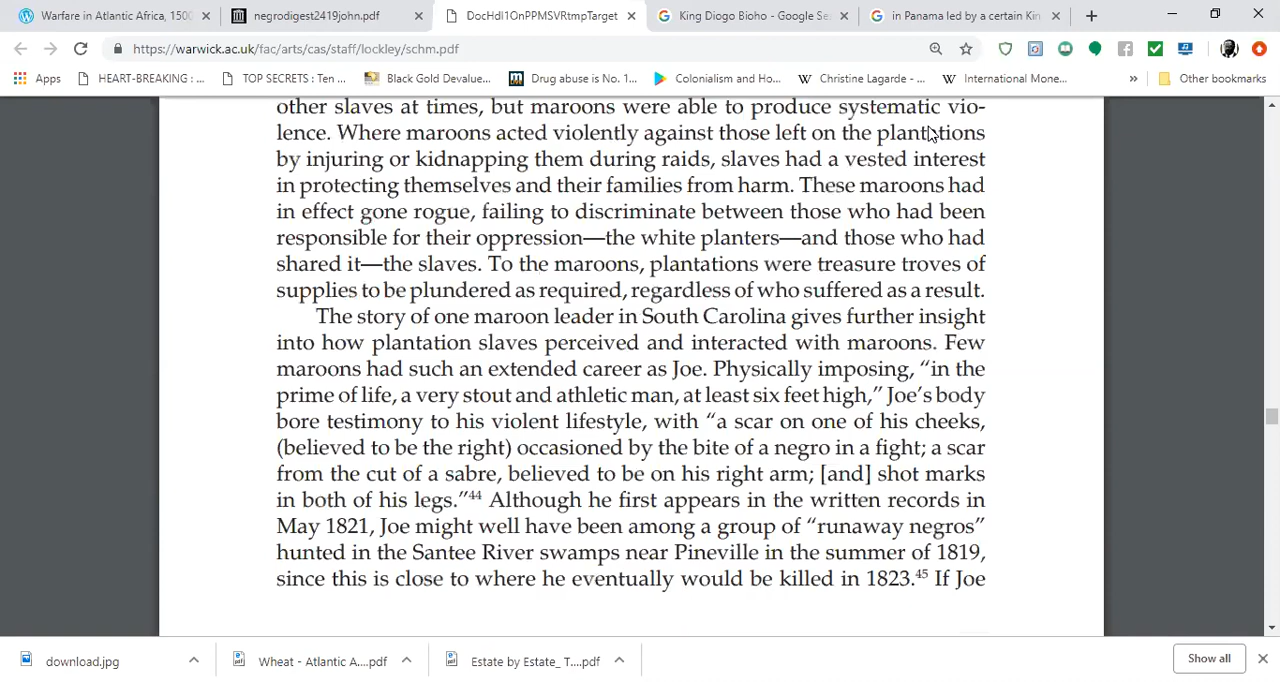 Warfare in Atlantic Africa, 1500
negrodigest2419john.pdf
DocHdl1OnPPMSVRtmpTarget
King Diogo Bioho - Google Se
in Panama led by a certain Kin
https://warwick.ac.uk/fac/arts/cas/staff/lockley/schm.pdf
Apps
HEART-BREAKING : ...
TOP SECRETS : Ten ...
Black Gold Devalue...
Drug abuse is No. 1...
Colonialism and Ho...
Christine Lagarde - ...
International Mone...
»
Other bookmarks
other slaves at times, but maroons were able to produce systematic vio-
lence. Where maroons acted violently against those left on the plantations
by injuring or kidnapping them during raids, slaves had a vested interest
in protecting themselves and their families from harm. These maroons had
in effect gone rogue, failing to discriminate between those who had been
responsible for their oppression—the white planters—and those who had
shared it—the slaves. To the maroons, plantations were treasure troves of
supplies to be plundered as required, regardless of who suffered as a result.
The story of one maroon leader in South Carolina gives further insight
into how plantation slaves perceived and interacted with maroons. Few
maroons had such an extended career as Joe. Physically imposing, “in the
prime of life, a very stout and athletic man, at least six feet high,” Joe’s body
bore testimony to his violent lifestyle, with “a scar on one of his cheeks,
(believed to be the right) occasioned by the bite of a negro in a fight; a scar
from the cut of a sabre, believed to be on his right arm; [and] shot marks
in both of his legs.”44 Although he first appears in the written records in
May 1821, Joe might well have been among a group of “runaway negros”
hunted in the Santee River swamps near Pineville in the summer of 1819,
since this is close to where he eventually would be killed in 1823.45 If Joe
download.jpg
Wheat - Atlantic A....pdf
Estate by Estate_ T....pdf
Show all